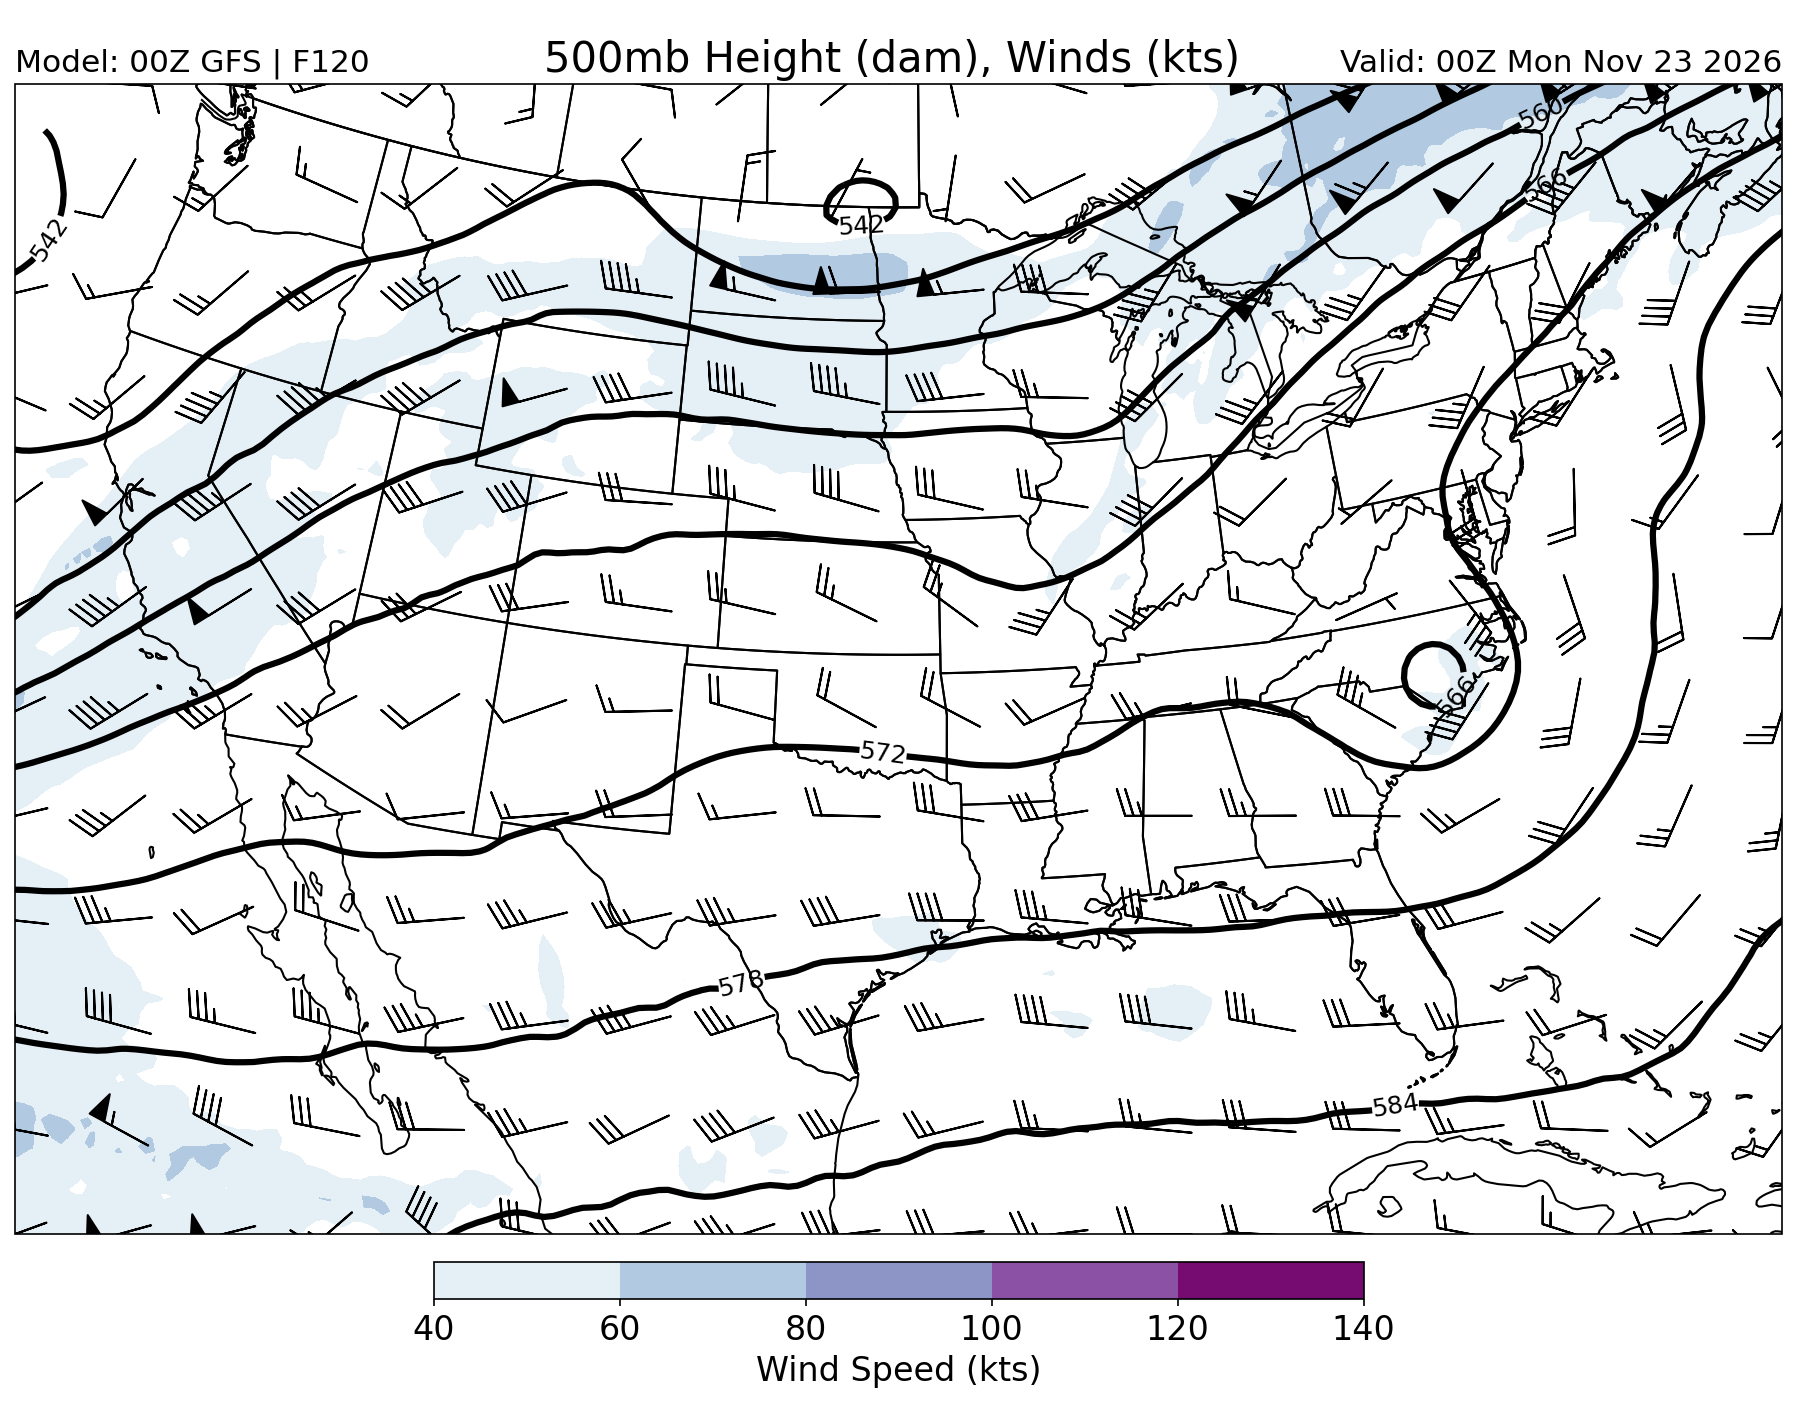 Model: 00Z GFS | F120
500mb Height (dam), Winds (kts)
Valid: 00Z Mon Nov 23 2026
560
566
542
542
566
572
578
584
40 60 80 100 120 140
Wind Speed (kts)